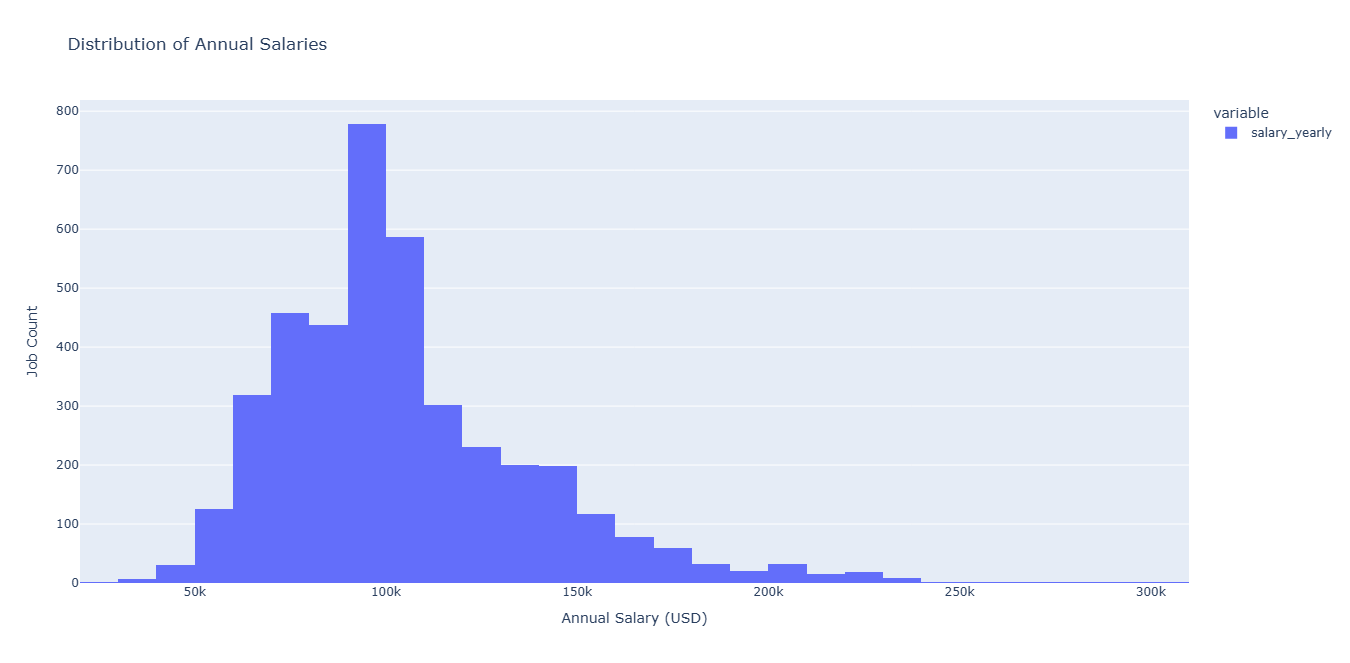 Distribution of Annual Salaries
variable
salary_yearly
Job Count
800
700
600
500
400
300
200
100
0
50k
100k
150k
200k
250k
300k
Annual Salary (USD)